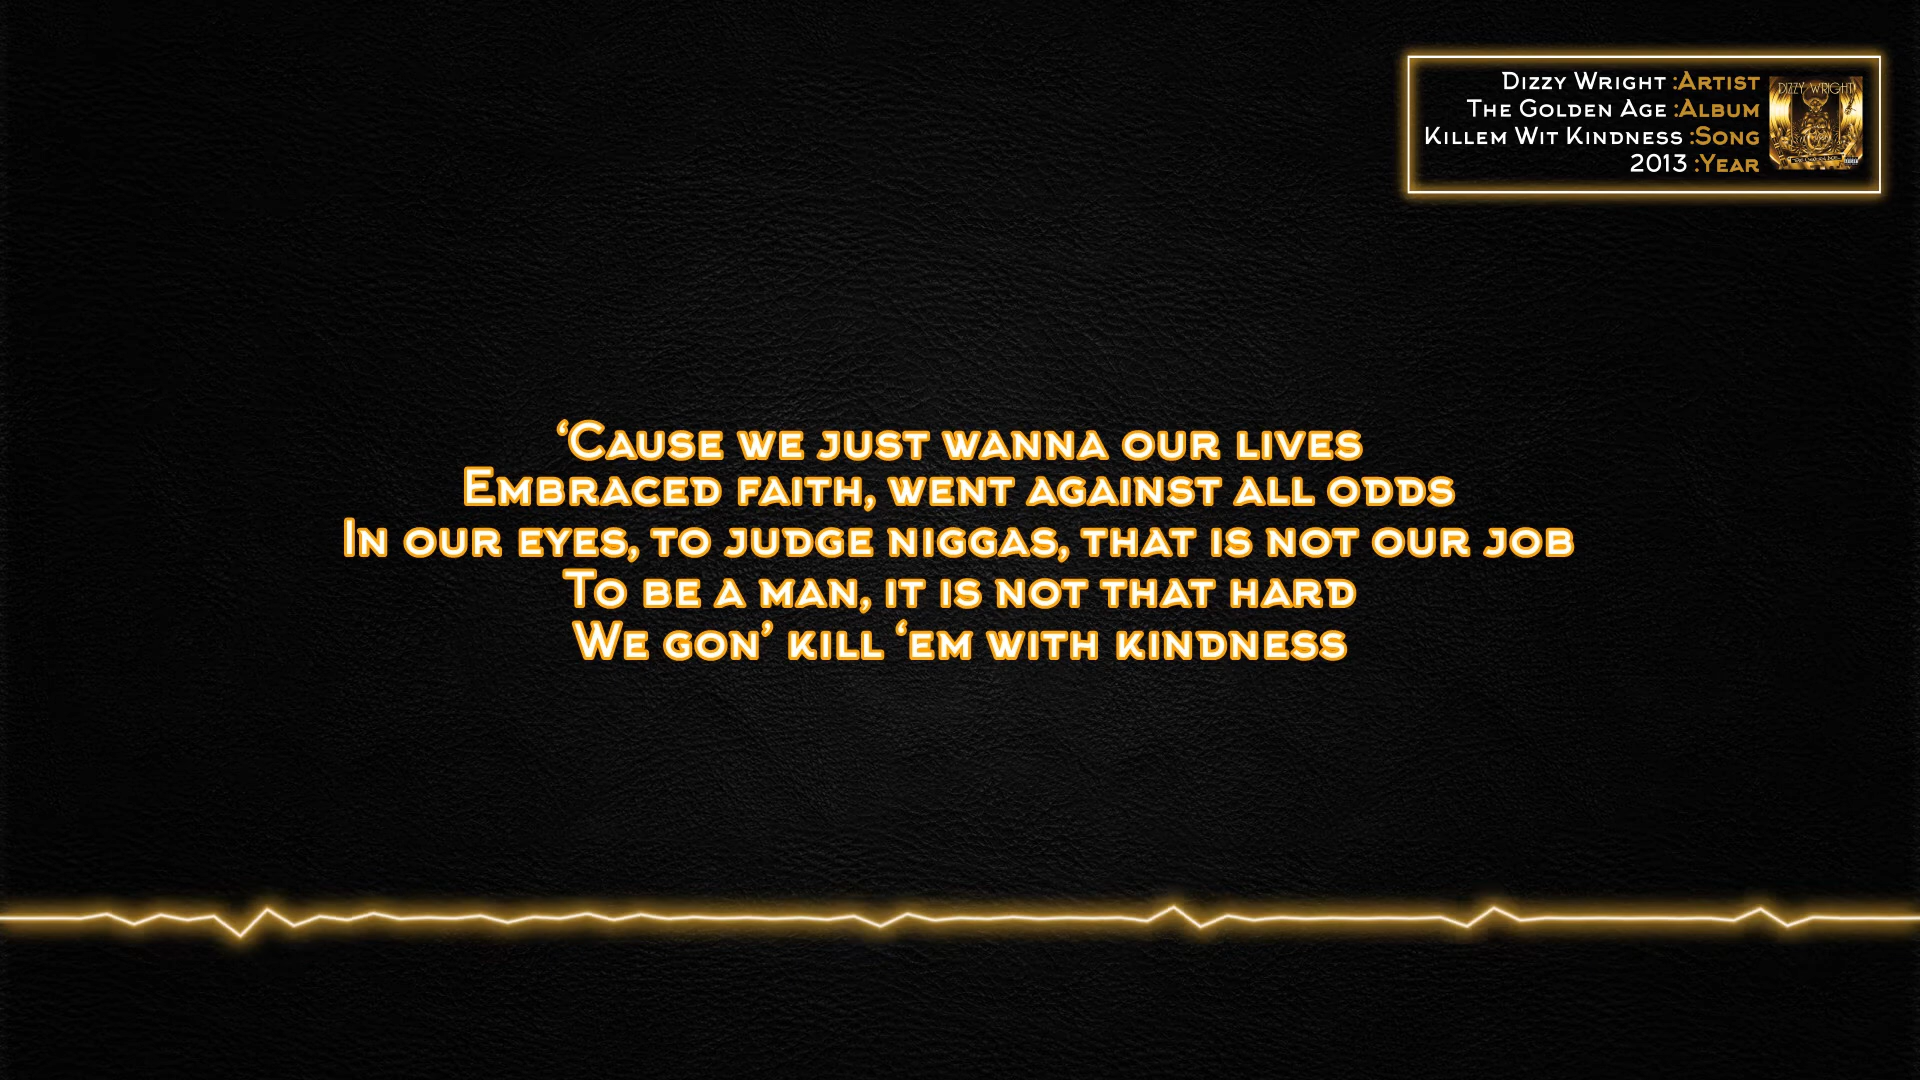 Dizzy Wright :Artist
The Golden Age :Album
Killem Wit Kindness :Song
2013 :Year
DIZZY WRIGHT
‘Cause we just wanna our lives
Embraced faith, went against all odds
In our eyes, to judge niggas, that is not our job
To be a man, it is not that hard
We gon’ kill ‘em with kindness